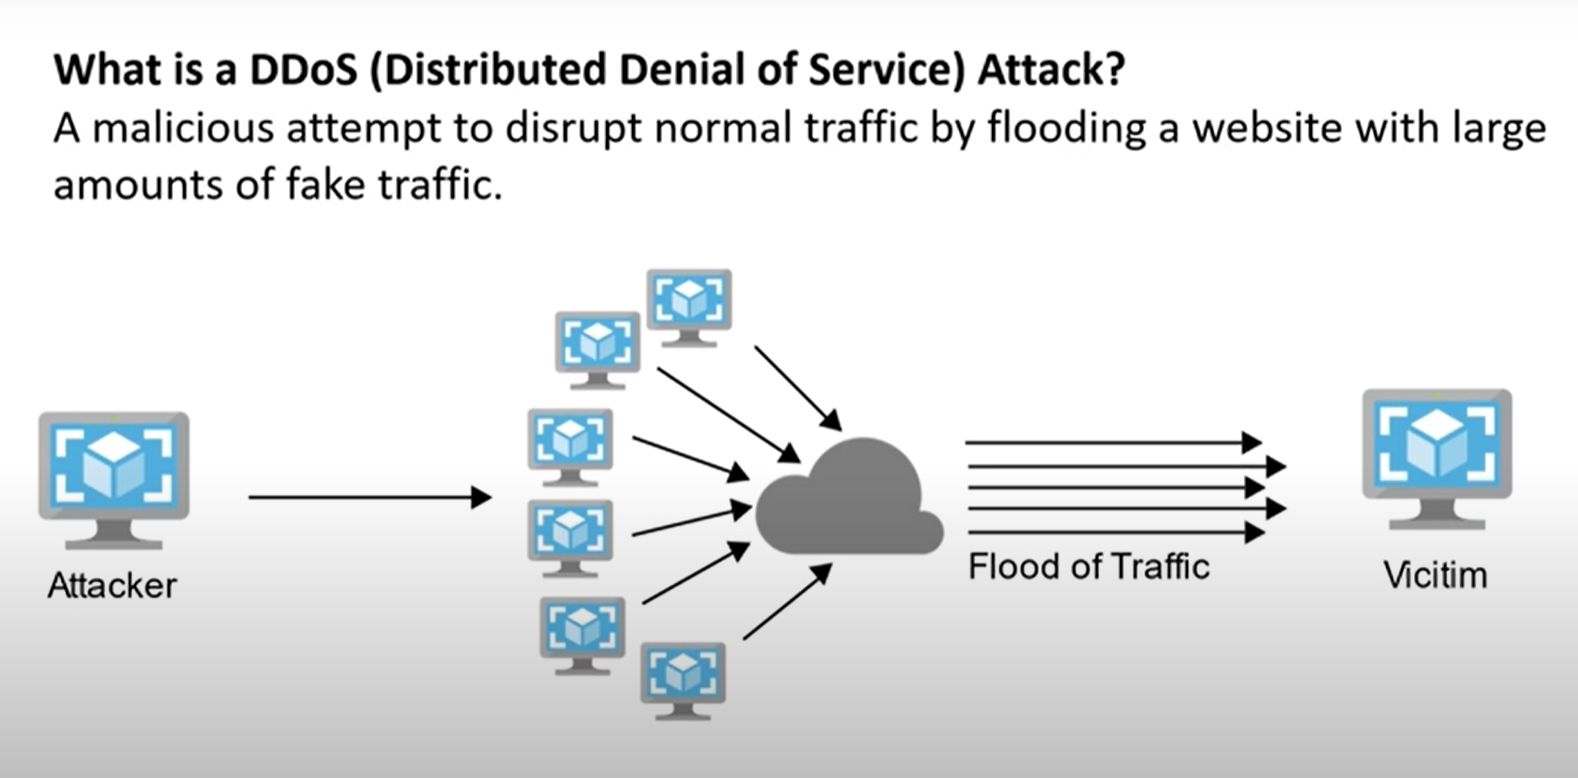 What is a DDoS (Distributed Denial of Service) Attack?
A malicious attempt to disrupt normal traffic by flooding a website with large
amounts of fake traffic.
Attacker
Flood of Traffic
Vicitim